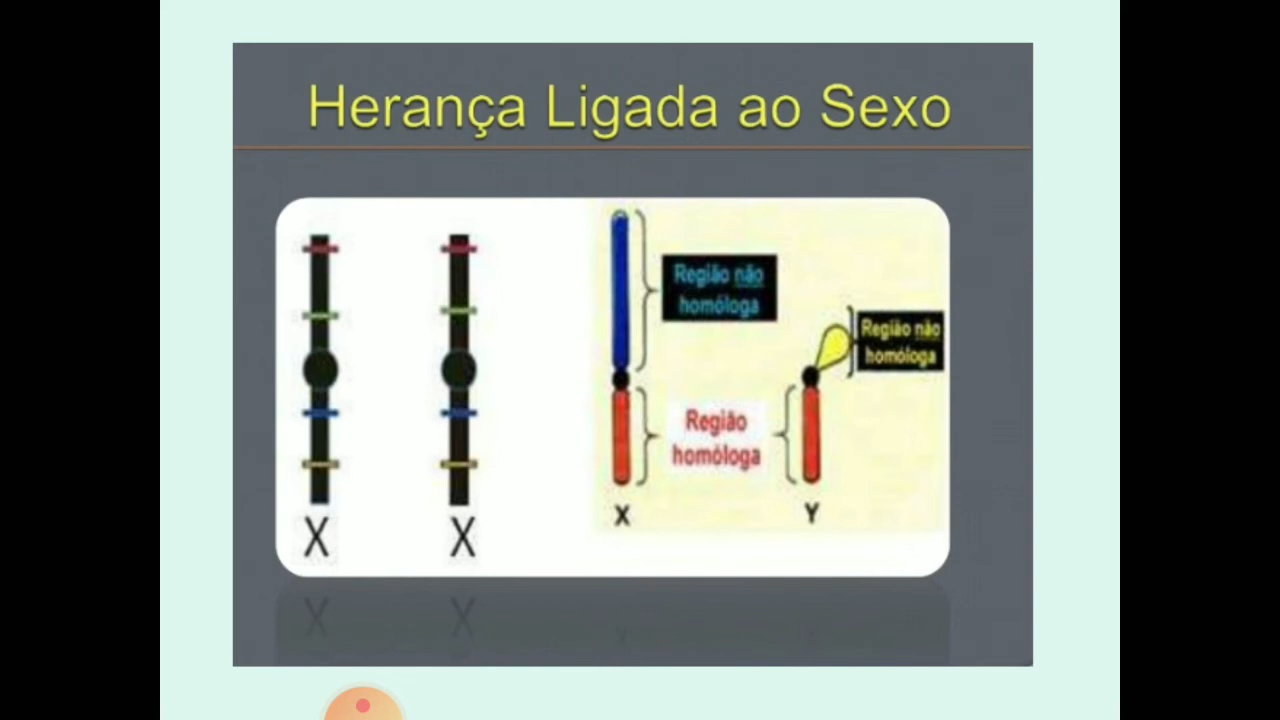 Herança Ligada ao Sexo
Região não
homóloga
Região não
homóloga
Região
homóloga
X
X
X
Y